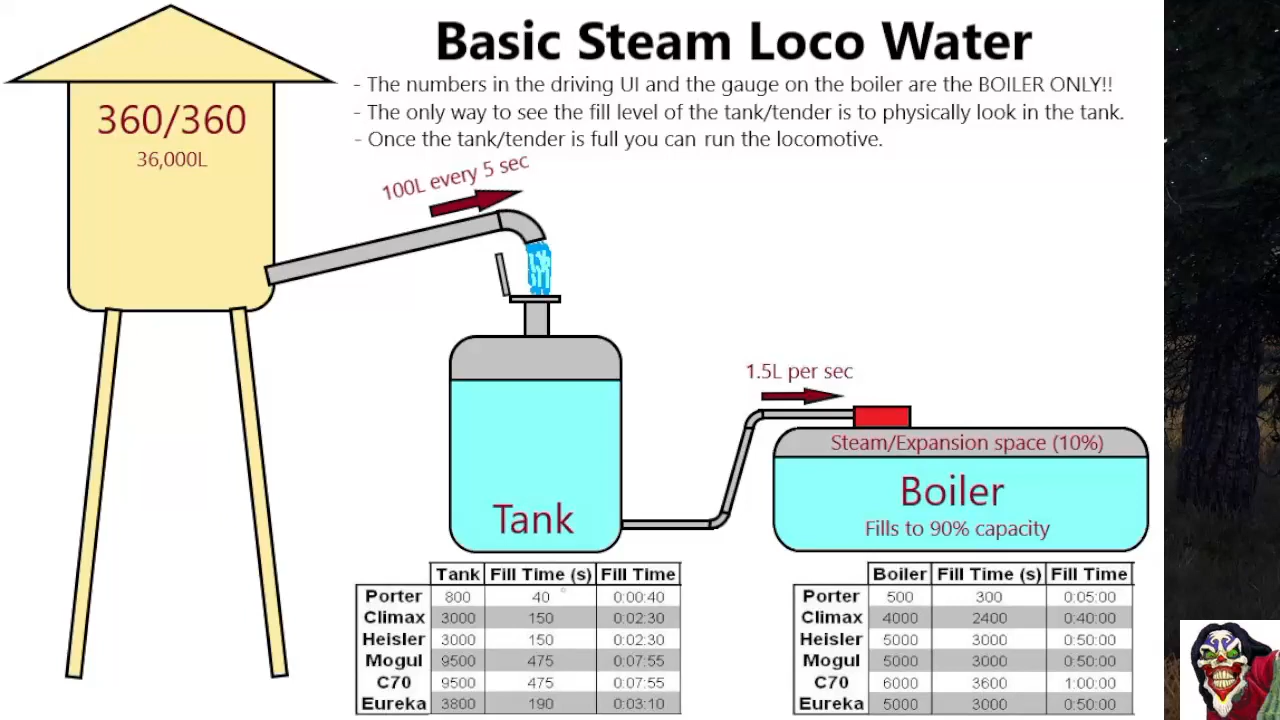 Basic Steam Loco Water
- The numbers in the driving UI and the gauge on the boiler are the BOILER ONLY!!
- The only way to see the fill level of the tank/tender is to physically look in the tank.
- Once the tank/tender is full you can run the locomotive.
360/360
36,000L
100L every 5 sec
1.5L per sec
Steam/Expansion space (10%)
Boiler
Fills to 90% capacity
Tank
Tank Fill Time (s) Fill Time
Porter 800 40 0:00:40
Climax 3000 150 0:02:30
Heisler 3000 150 0:02:30
Mogul 9500 475 0:07:55
C70 9500 475 0:07:55
Eureka 3800 190 0:03:10
Boiler Fill Time (s) Fill Time
Porter 500 300 0:05:00
Climax 4000 2400 0:40:00
Heisler 5000 3000 0:50:00
Mogul 5000 3000 0:50:00
C70 6000 3600 1:00:00
Eureka 5000 3000 0:50:00